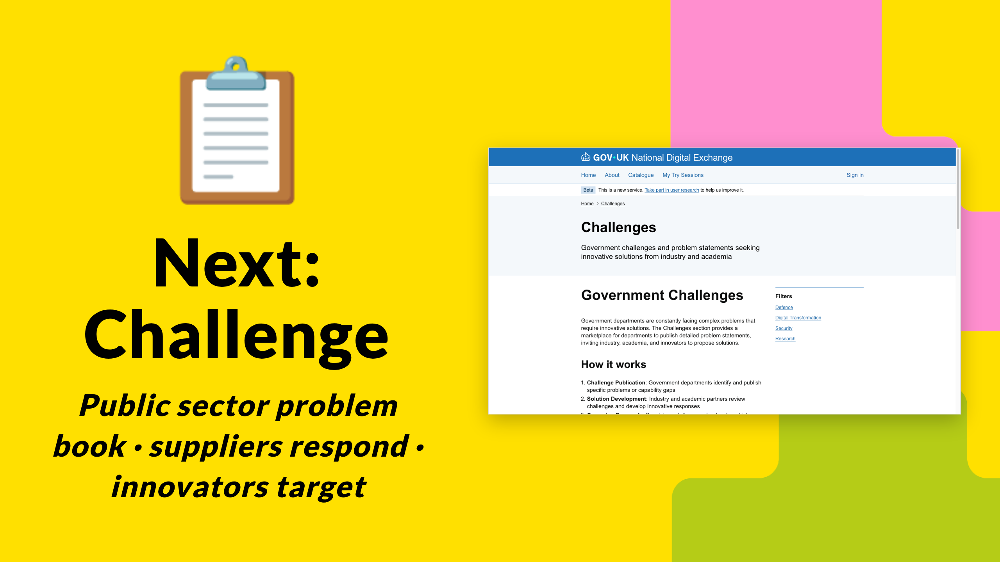 Next:
Challenge
Public sector problem
book • suppliers respond •
innovators target
GOV•UK National Digital Exchange
Home About Catalogue My Try Sessions Sign in
Beta This is a new service. Take part in user research to help us improve it.
Home > Challenges
Challenges
Government challenges and problem statements seeking
innovative solutions from industry and academia
Government Challenges
Government departments are constantly facing complex problems that
require innovative solutions. The Challenges section provides a
marketplace for departments to publish detailed problem statements,
inviting industry, academia, and innovators to propose solutions.
How it works
1. Challenge Publication: Government departments identify and publish
specific problems or capability gaps
2. Solution Development: Industry and academic partners review
challenges and develop innovative responses
Filters
Defence
Digital Transformation
Security
Research